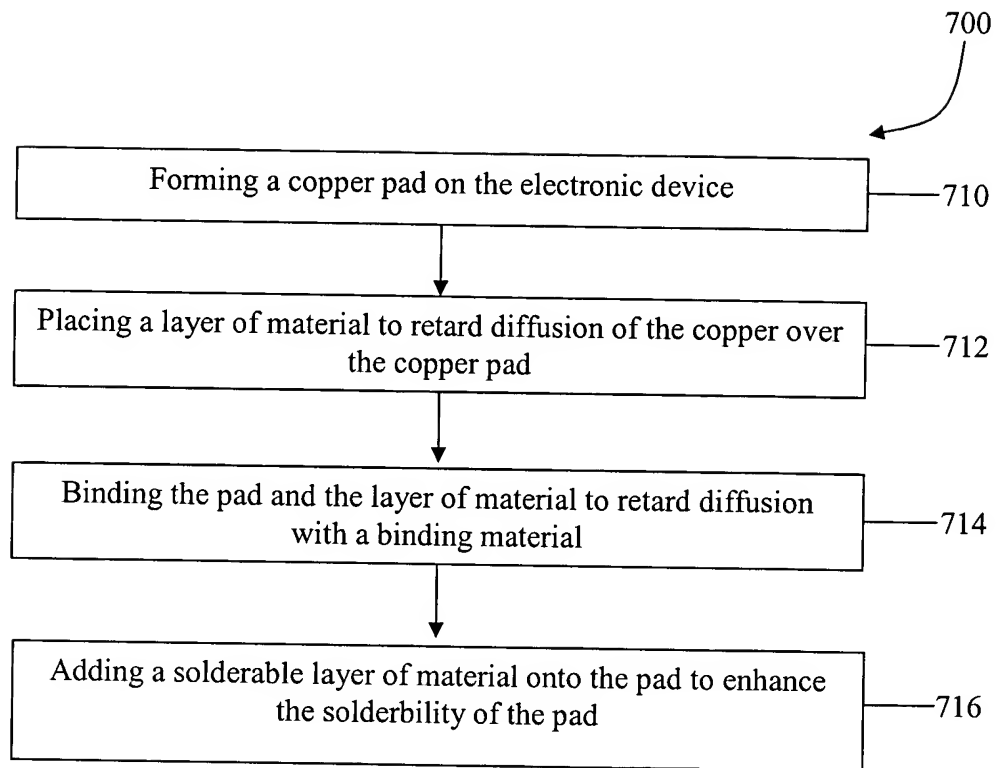 700
Forming a copper pad on the electronic device
710
Placing a layer of material to retard diffusion of the copper over
the copper pad
712
Binding the pad and the layer of material to retard diffusion
with a binding material
714
Adding a solderable layer of material onto the pad to enhance
the solderbility of the pad
716